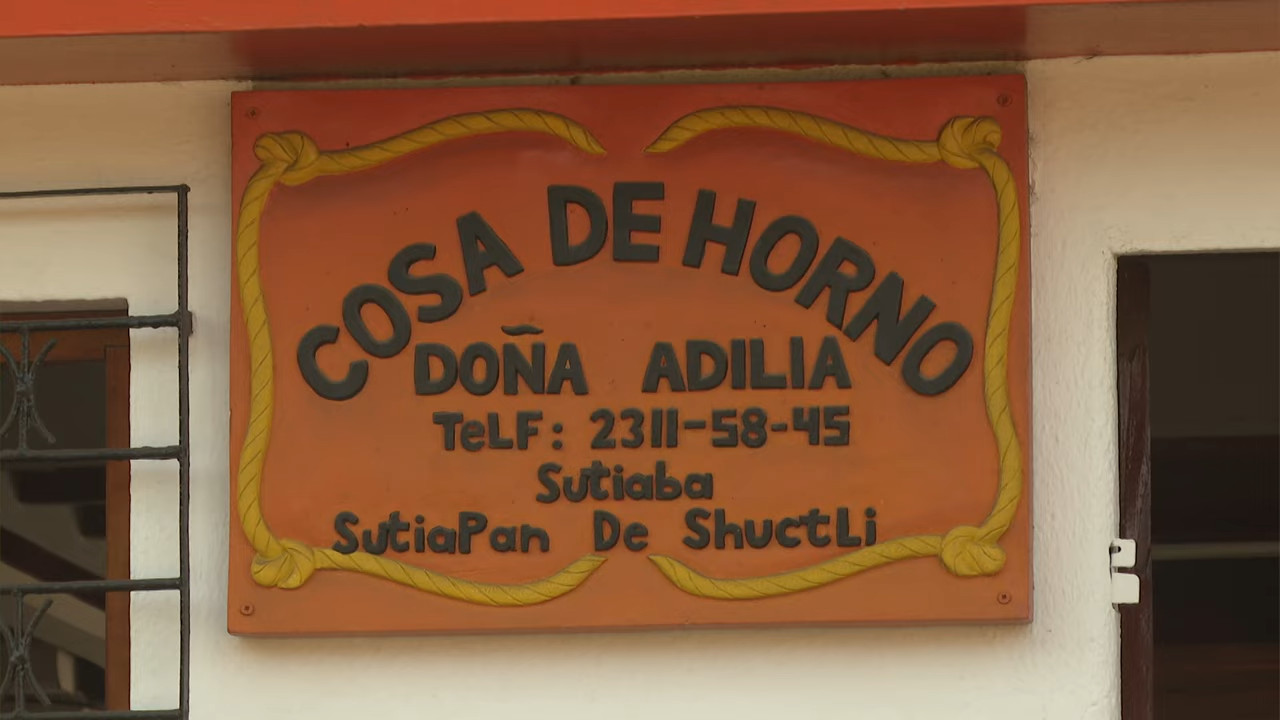 COSA DE HORNO
DOÑA ADILIA
TeLF: 2311-58-45
Sutiaba
SutiaPan De ShuctLi